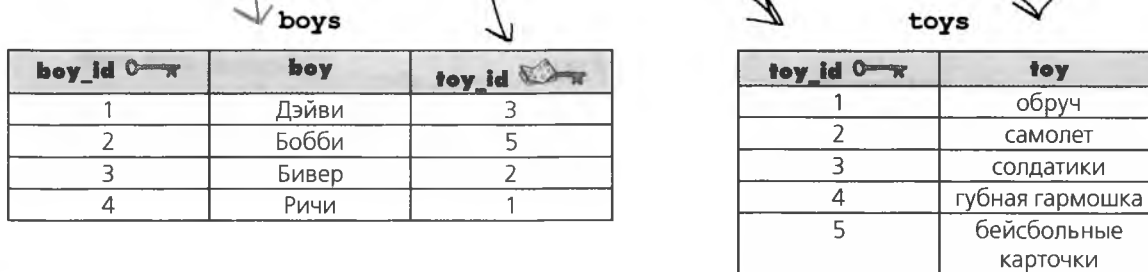 boys
boy_id boy toy_id
1 Дэйви 3
2 Бобби 5
3 Бивер 2
4 Ричи 1
toys
toy_id toy
1 обруч
2 самолет
3 солдатики
4 губная гармошка
5 бейсбольные
карточки